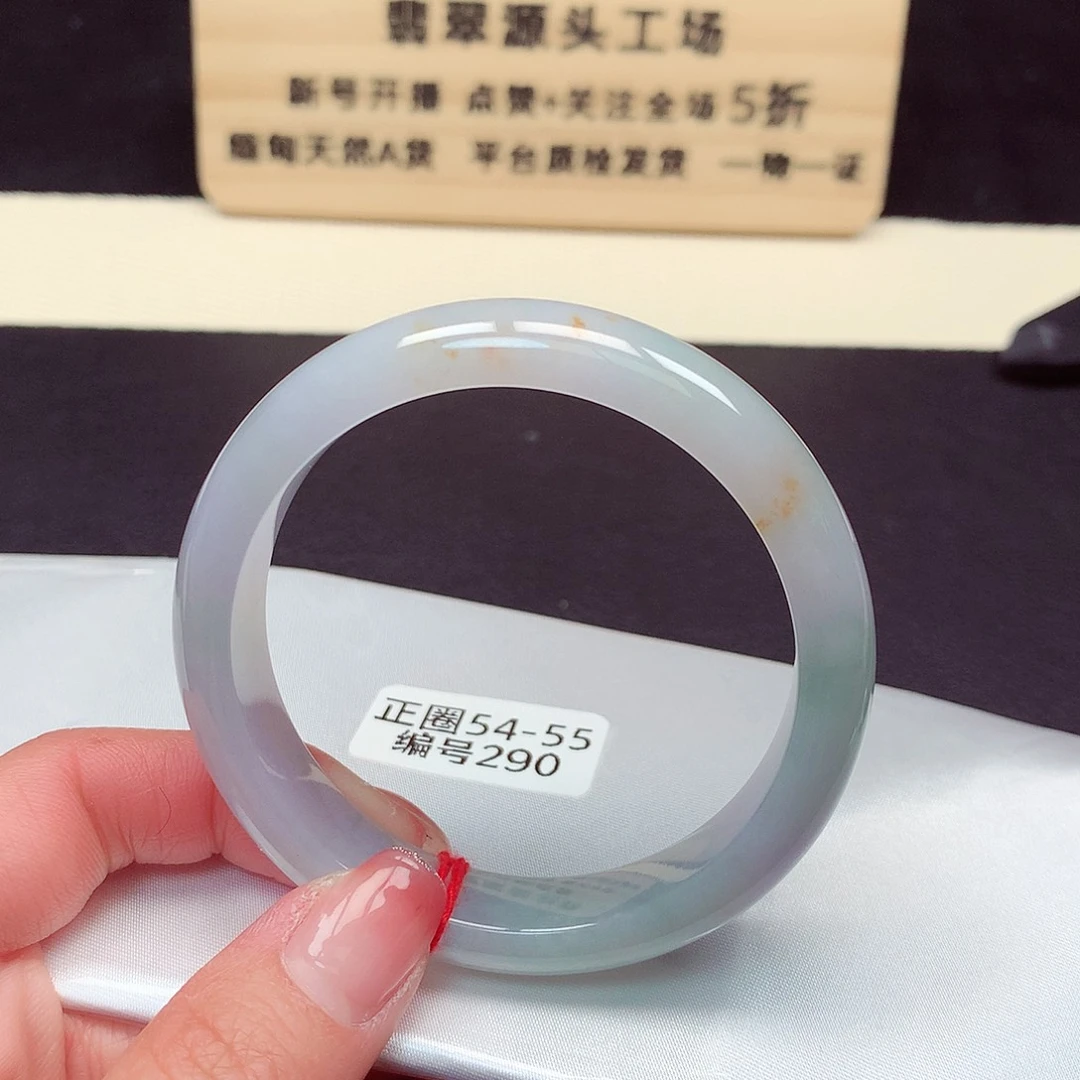 翡翠源头工场
新号开播 点赞+关注全场5折
缅甸天然A货 平台质检发货 一物一证
正圈54-55
编号290